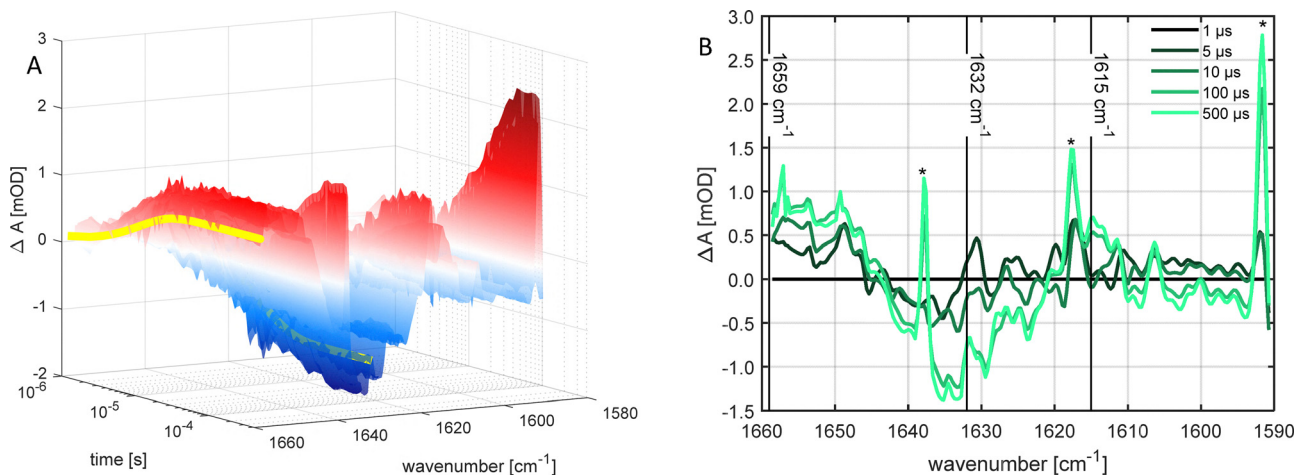 A
3
2
1
0
-1
-2
Δ A [mOD]
10⁻⁶
10⁻⁵
10⁻⁴
time [s]
1660
1640
1620
1600
1580
wavenumber [cm⁻¹]
B
3.0
2.5
2.0
1.5
1.0
0.5
0.0
-0.5
-1.0
-1.5
ΔA [mOD]
1659 cm⁻¹
1632 cm⁻¹
1615 cm⁻¹
1 µs
5 µs
10 µs
100 µs
500 µs
*
*
*
1660
1650
1640
1630
1620
1610
1600
1590
wavenumber [cm⁻¹]